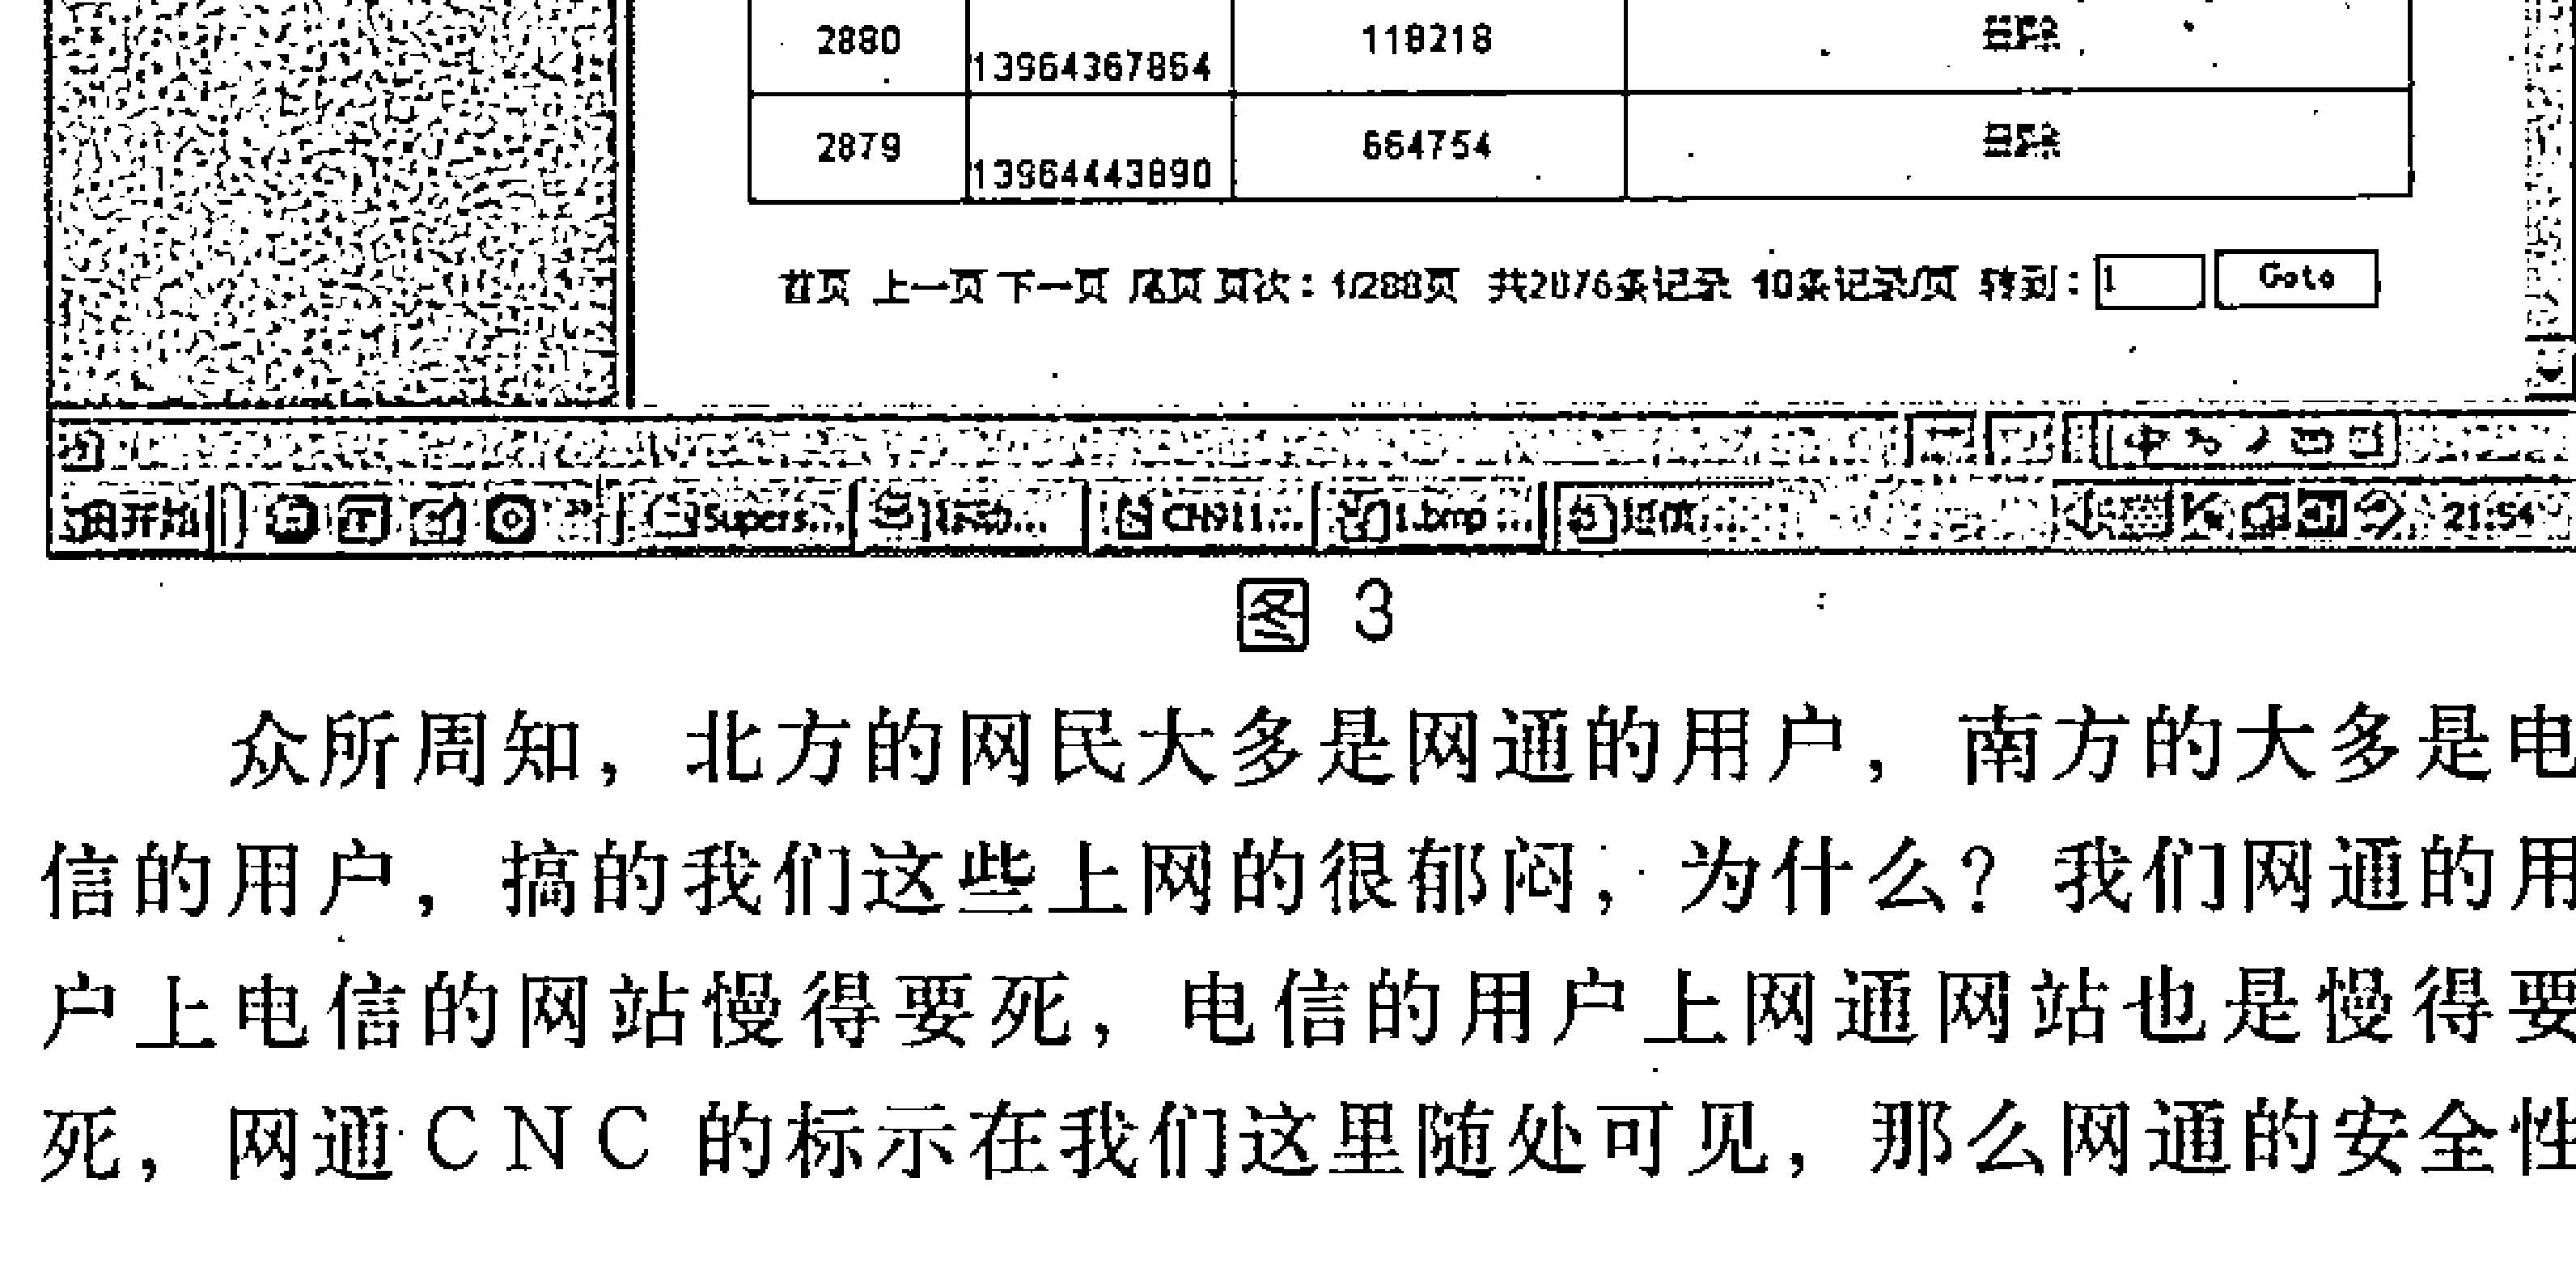 2880 13964367864 118218 删除
2879 13964443890 664754 删除
首页 上一页 下一页 尾页 页次：1/288页 共2876条记录 10条记录/页 转到： 1 Goto
开始 Supers... CH911... 1.bmp ... 21:54
图 3
众所周知，北方的网民大多是网通的用户，南方的大多是电
信的用户，搞的我们这些上网的很郁闷，为什么？我们网通的用
户上电信的网站慢得要死，电信的用户上网通网站也是慢得要
死，网通 CNC 的标示在我们这里随处可见，那么网通的安全性